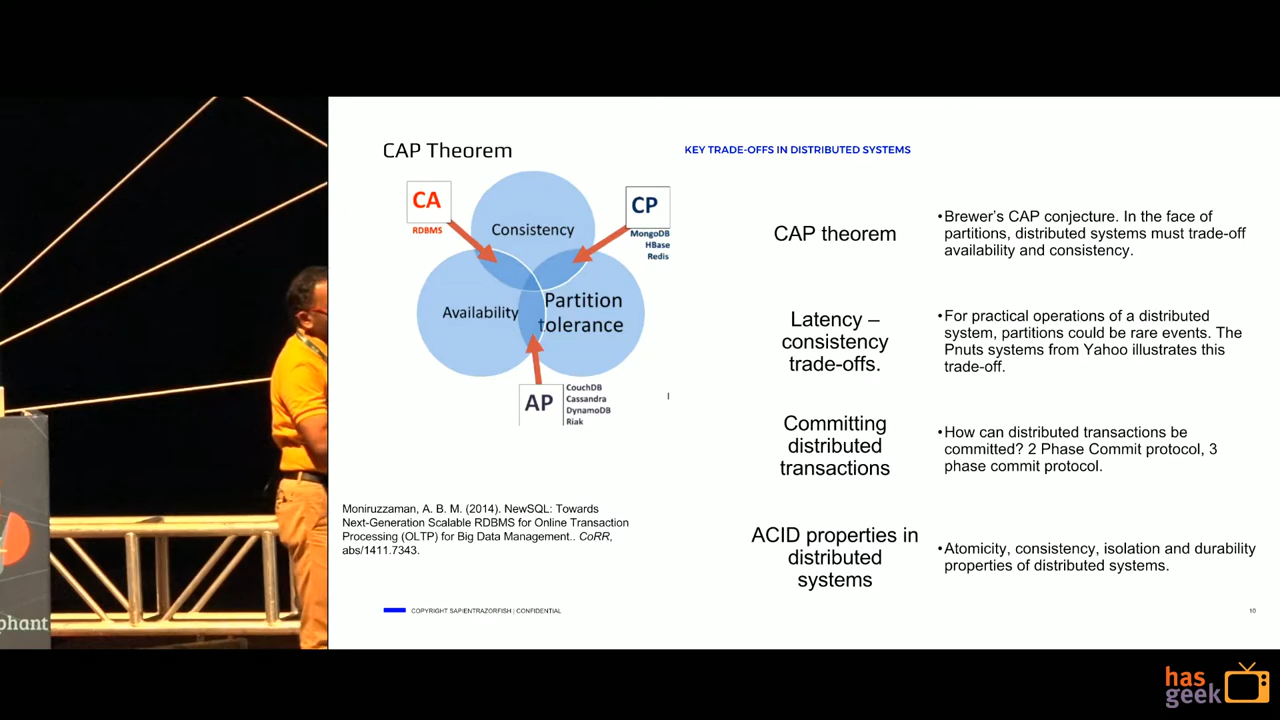 CAP Theorem
KEY TRADE-OFFS IN DISTRIBUTED SYSTEMS
CA
RDBMS
Consistency
CP
MongoDB
HBase
Redis
Availability
Partition
tolerance
AP
CouchDB
Cassandra
DynamoDB
Riak
Moniruzzaman, A. B. M. (2014). NewSQL: Towards
Next-Generation Scalable RDBMS for Online Transaction
Processing (OLTP) for Big Data Management.. CoRR,
abs/1411.7343.
CAP theorem
•Brewer's CAP conjecture. In the face of
partitions, distributed systems must trade-off
availability and consistency.
Latency –
consistency
trade-offs.
•For practical operations of a distributed
system, partitions could be rare events. The
Pnuts systems from Yahoo illustrates this
trade-off.
Committing
distributed
transactions
•How can distributed transactions be
committed? 2 Phase Commit protocol, 3
phase commit protocol.
ACID properties in
distributed
systems
•Atomicity, consistency, isolation and durability
properties of distributed systems.
COPYRIGHT SAPIENTRAZORFISH | CONFIDENTIAL
10
phant
has
geek